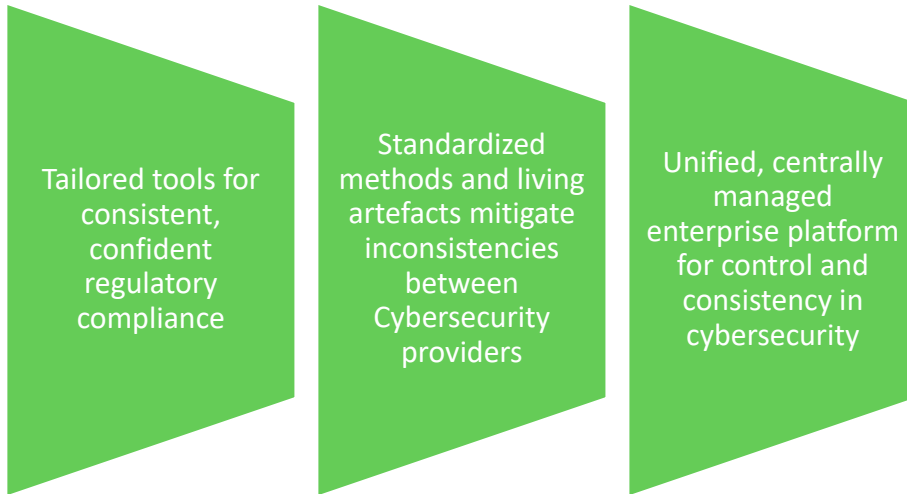 Tailored tools for
consistent,
confident
regulatory
compliance
Standardized
methods and living
artefacts mitigate
inconsistencies
between
Cybersecurity
providers
Unified, centrally
managed
enterprise platform
for control and
consistency in
cybersecurity